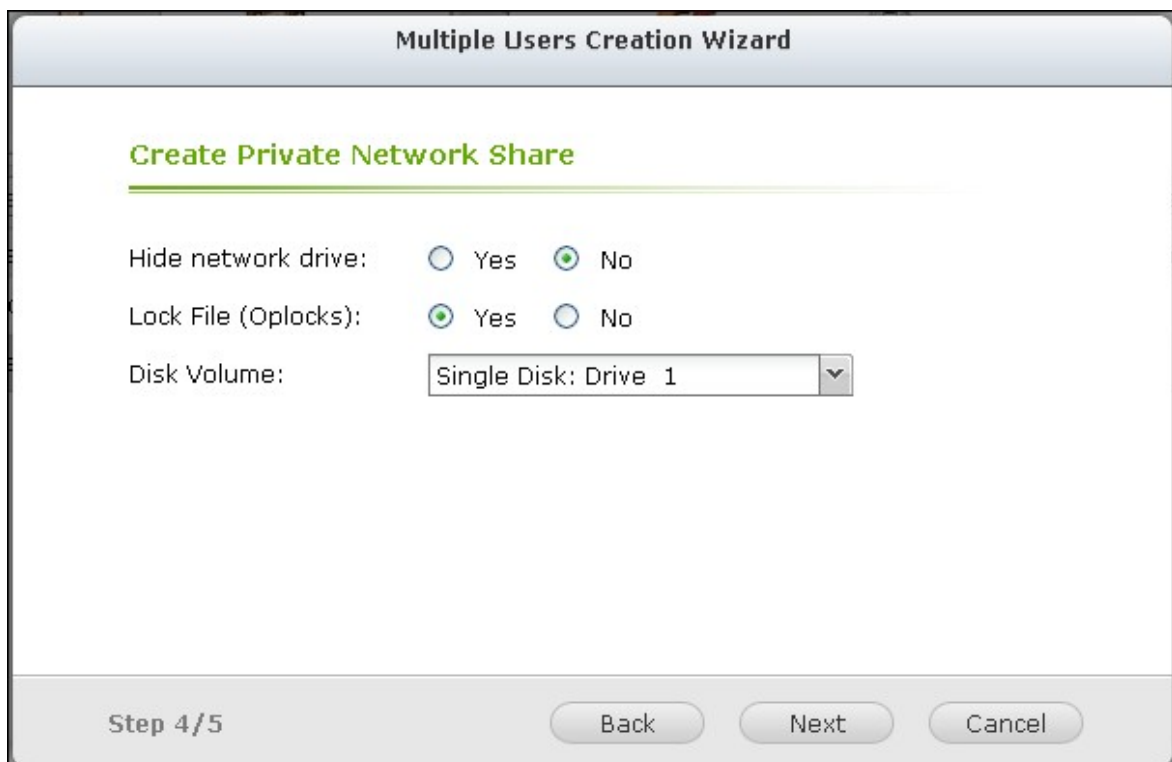 Multiple Users Creation Wizard
Create Private Network Share
Hide network drive: Yes No
Lock File (Oplocks): Yes No
Disk Volume: Single Disk: Drive 1
Step 4/5 Back Next Cancel